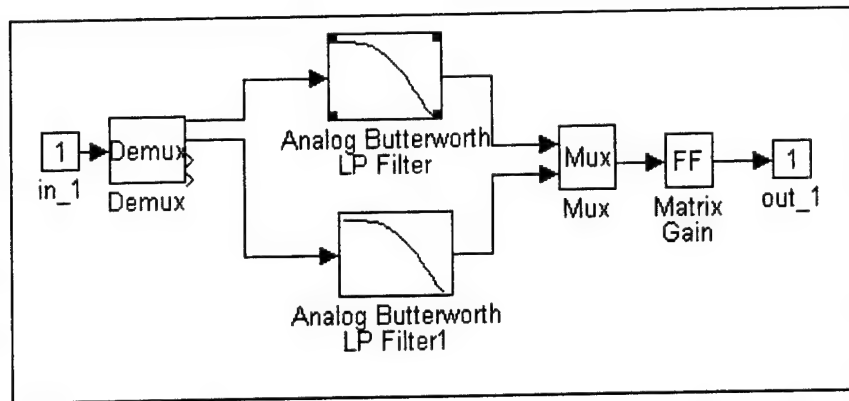 Analog Butterworth
LP Filter
1
in_1
Demux
Demux
Mux
Mux
FF
Matrix
Gain
1
out_1
Analog Butterworth
LP Filter1